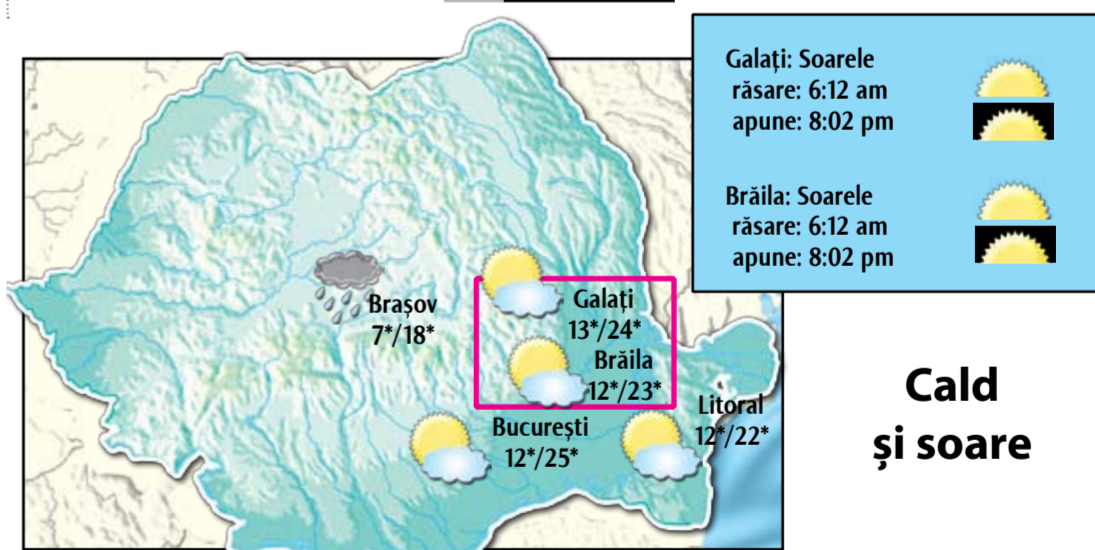 Galați: Soarele
răsare: 6:12 am
apune: 8:02 pm
Brăila: Soarele
răsare: 6:12 am
apune: 8:02 pm
Brașov
7*/18*
Galați
13*/24*
Brăila
12*/23*
București
12*/25*
Litoral
12*/22*
Cald
și soare